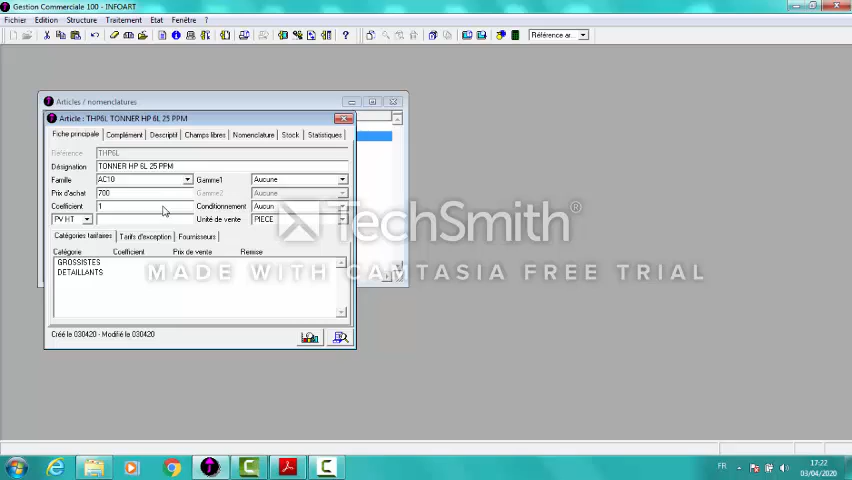 Gestion Commerciale 100 - INFOART
Fichier Edition Structure Traitement Etat Fenêtre ?
Référence ar...
Articles / nomenclatures
Article : THP6L TONNER HP 6L 25 PPM
Fiche principale Complément Descriptif Champs libres Nomenclature Stock Statistiques
Référence THP6L
Désignation TONNER HP 6L 25 PPM
Famille AC10 Gamme1 Aucune
Prix d'achat 700 Gamme2 Aucune
Coefficient 1 Conditionnement Aucun
PV HT Unité de vente PIECE
Catégories tarifaires Tarifs d'exception Fournisseurs
Catégorie Coefficient Prix de vente Remise
GROSSISTES
DETAILLANTS
Créé le 030420 - Modifié le 030420
TechSmith®
MADE WITH CAMTASIA FREE TRIAL
FR 17:22
03/04/2020